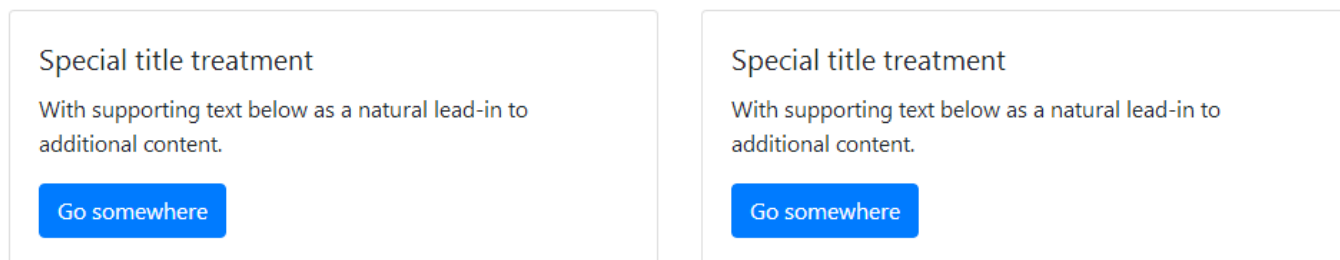 Special title treatment
With supporting text below as a natural lead-in to
additional content.
Go somewhere
Special title treatment
With supporting text below as a natural lead-in to
additional content.
Go somewhere